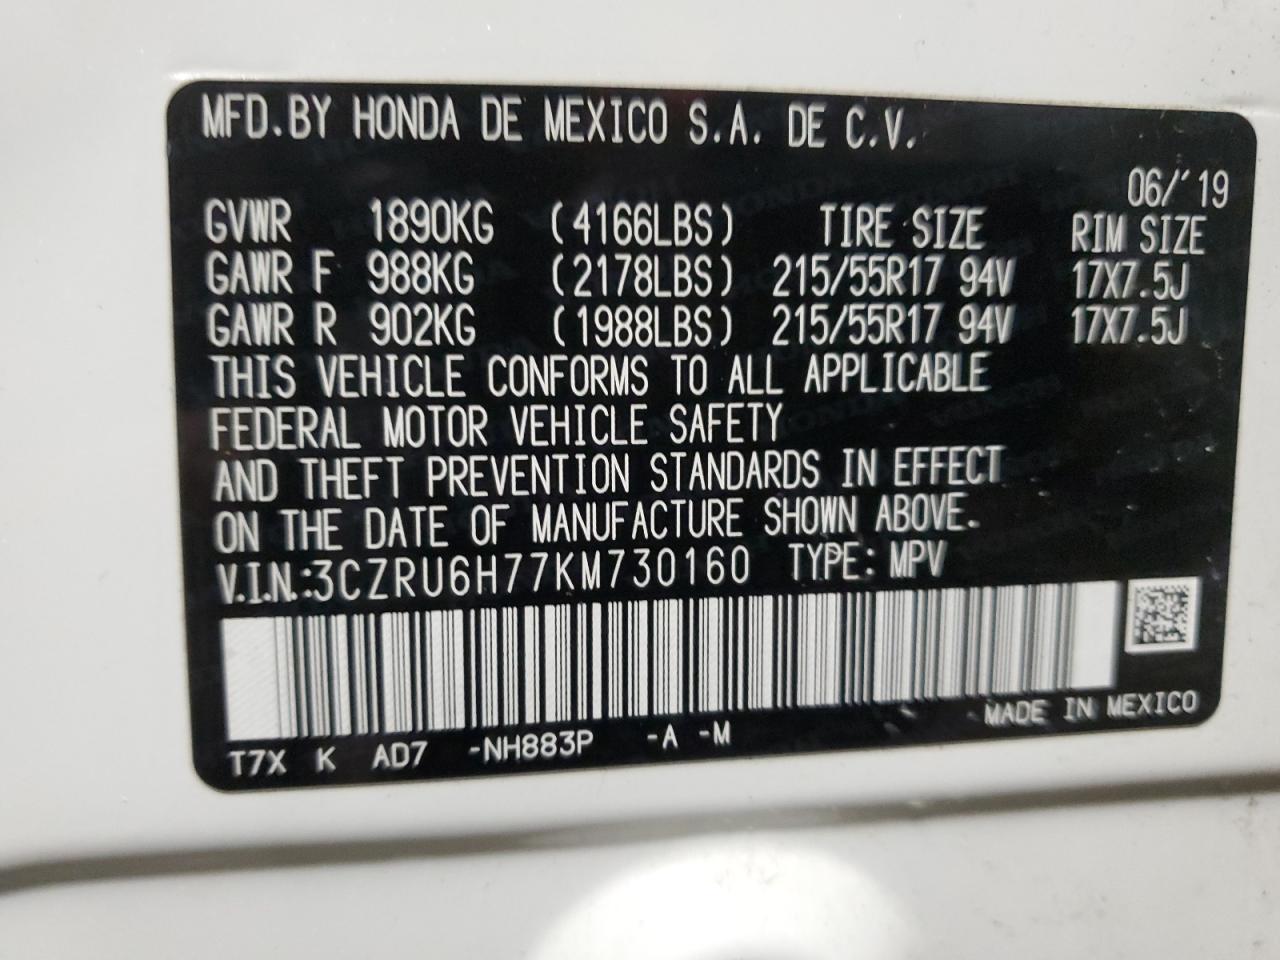 MFD.BY HONDA DE MEXICO S.A. DE C.V.
06/'19
GVWR 1890KG (4166LBS) TIRE SIZE RIM SIZE
GAWR F 988KG (2178LBS) 215/55R17 94V 17X7.5J
GAWR R 902KG (1988LBS) 215/55R17 94V 17X7.5J
THIS VEHICLE CONFORMS TO ALL APPLICABLE
FEDERAL MOTOR VEHICLE SAFETY
AND THEFT PREVENTION STANDARDS IN EFFECT
ON THE DATE OF MANUFACTURE SHOWN ABOVE.
V.I.N.:3CZRU6H77KM730160 TYPE: MPV
T7X K AD7 -NH883P -A -M MADE IN MEXICO